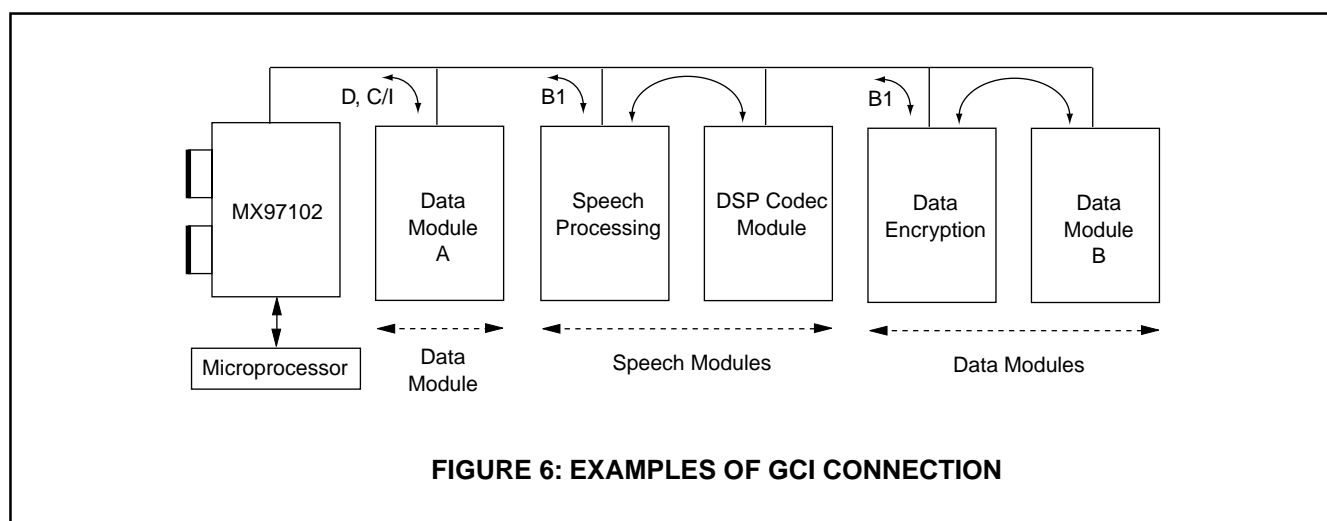 D, C/I
B1
B1
MX97102
Data
Module
A
Speech
Processing
DSP Codec
Module
Data
Encryption
Data
Module
B
Microprocessor
Data
Module
Speech Modules
Data Modules
FIGURE 6: EXAMPLES OF GCI CONNECTION